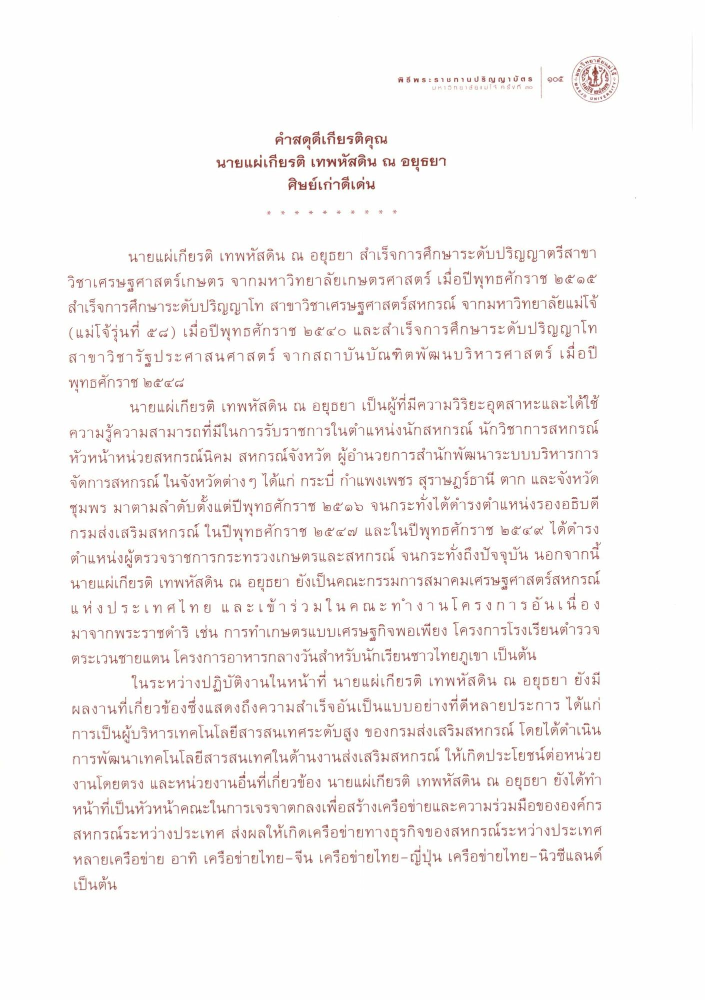 พิธีพระราชทานปริญญาบัตร
มหาวิทยาลัยแม่โจ้ ครั้งที่ ๓๐
๑๐๕
มหาวิทยาลัยแม่โจ้
แม่โจ้ ๒๔๗๗
MAEJO UNIVERSITY
คำสดุดีเกียรติคุณ
นายแผ่เกียรติ เทพหัสดิน ณ อยุธยา
ศิษย์เก่าดีเด่น
* * * * * * * * * *
นายแผ่เกียรติ เทพหัสดิน ณ อยุธยา สำเร็จการศึกษาระดับปริญญาตรีสาขา
วิชาเศรษฐศาสตร์เกษตร จากมหาวิทยาลัยเกษตรศาสตร์ เมื่อปีพุทธศักราช ๒๕๑๕
สำเร็จการศึกษาระดับปริญญาโท สาขาวิชาเศรษฐศาสตร์สหกรณ์ จากมหาวิทยาลัยแม่โจ้
(แม่โจ้รุ่นที่ ๕๘) เมื่อปีพุทธศักราช ๒๕๔๐ และสำเร็จการศึกษาระดับปริญญาโท
สาขาวิชารัฐประศาสนศาสตร์ จากสถาบันบัณฑิตพัฒนบริหารศาสตร์ เมื่อปี
พุทธศักราช ๒๕๔๘
นายแผ่เกียรติ เทพหัสดิน ณ อยุธยา เป็นผู้ที่มีความวิริยะอุตสาหะและได้ใช้
ความรู้ความสามารถที่มีในการรับราชการในตำแหน่งนักสหกรณ์ นักวิชาการสหกรณ์
หัวหน้าหน่วยสหกรณ์นิคม สหกรณ์จังหวัด ผู้อำนวยการสำนักพัฒนาระบบบริหารการ
จัดการสหกรณ์ ในจังหวัดต่างๆ ได้แก่ กระบี่ กำแพงเพชร สุราษฎร์ธานี ตาก และจังหวัด
ชุมพร มาตามลำดับตั้งแต่ปีพุทธศักราช ๒๕๑๖ จนกระทั่งได้ดำรงตำแหน่งรองอธิบดี
กรมส่งเสริมสหกรณ์ ในปีพุทธศักราช ๒๕๔๗ และในปีพุทธศักราช ๒๕๔๙ ได้ดำรง
ตำแหน่งผู้ตรวจราชการกระทรวงเกษตรและสหกรณ์ จนกระทั่งถึงปัจจุบัน นอกจากนี้
นายแผ่เกียรติ เทพหัสดิน ณ อยุธยา ยังเป็นคณะกรรมการสมาคมเศรษฐศาสตร์สหกรณ์
แห่งประเทศไทย และเข้าร่วมในคณะทำงานโครงการอันเนื่อง
มาจากพระราชดำริ เช่น การทำเกษตรแบบเศรษฐกิจพอเพียง โครงการโรงเรียนตำรวจ
ตระเวนชายแดน โครงการอาหารกลางวันสำหรับนักเรียนชาวไทยภูเขา เป็นต้น
ในระหว่างปฏิบัติงานในหน้าที่ นายแผ่เกียรติ เทพหัสดิน ณ อยุธยา ยังมี
ผลงานที่เกี่ยวข้องซึ่งแสดงถึงความสำเร็จอันเป็นแบบอย่างที่ดีหลายประการ ได้แก่
การเป็นผู้บริหารเทคโนโลยีสารสนเทศระดับสูง ของกรมส่งเสริมสหกรณ์ โดยได้ดำเนิน
การพัฒนาเทคโนโลยีสารสนเทศในด้านงานส่งเสริมสหกรณ์ ให้เกิดประโยชน์ต่อหน่วย
งานโดยตรง และหน่วยงานอื่นที่เกี่ยวข้อง นายแผ่เกียรติ เทพหัสดิน ณ อยุธยา ยังได้ทำ
หน้าที่เป็นหัวหน้าคณะในการเจรจาตกลงเพื่อสร้างเครือข่ายและความร่วมมือขององค์กร
สหกรณ์ระหว่างประเทศ ส่งผลให้เกิดเครือข่ายทางธุรกิจของสหกรณ์ระหว่างประเทศ
หลายเครือข่าย อาทิ เครือข่ายไทย–จีน เครือข่ายไทย–ญี่ปุ่น เครือข่ายไทย–นิวซีแลนด์
เป็นต้น